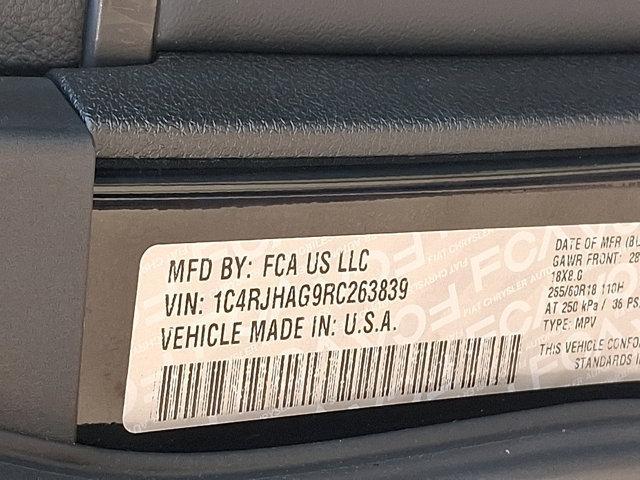 MFD BY: FCA US LLC
VIN: 1C4RJHAG9RC263839
VEHICLE MADE IN: U.S.A.
DATE OF MFR
GAWR FRONT:
18X8.0
255/60R18 110H
AT 250 kPa / 36
TYPE: MPV
THIS VEHICLE
STANDARDS